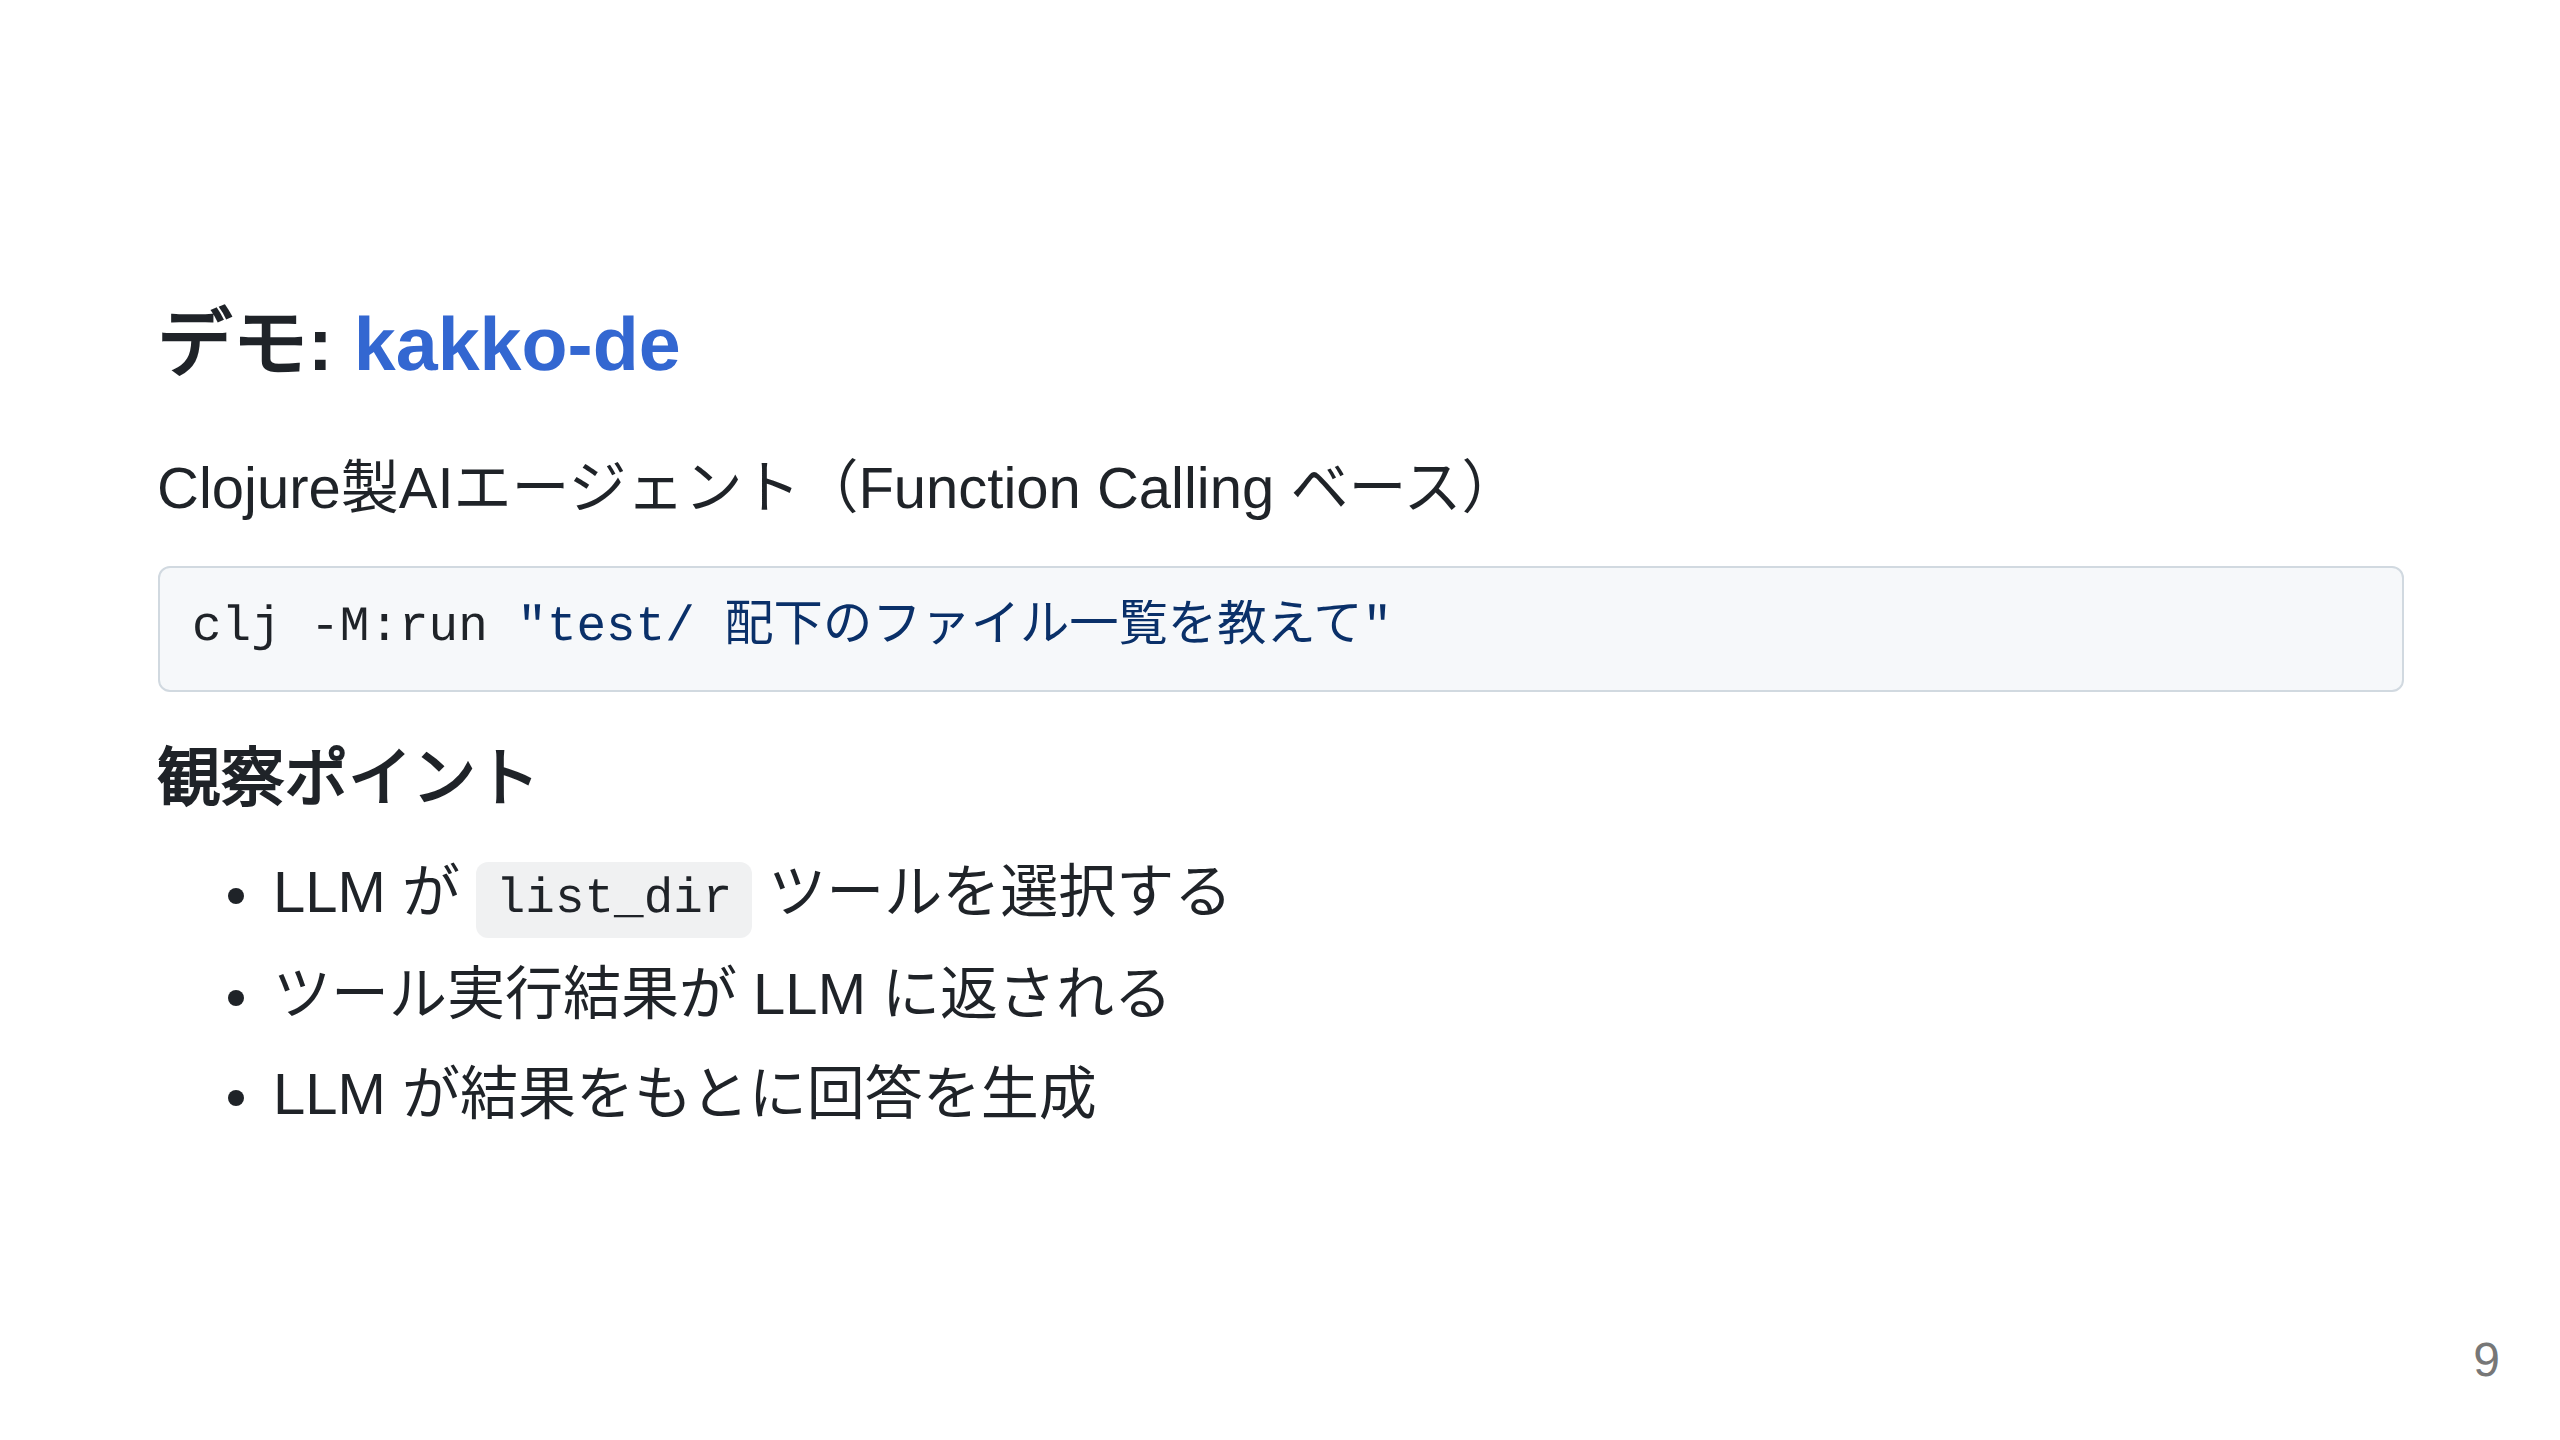 デモ: kakko-de
Clojure製AIエージェント（Function Calling ベース）
clj -M:run "test/ 配下のファイル一覧を教えて"
観察ポイント
• LLM が list_dir ツールを選択する
• ツール実行結果が LLM に返される
• LLM が結果をもとに回答を生成
9